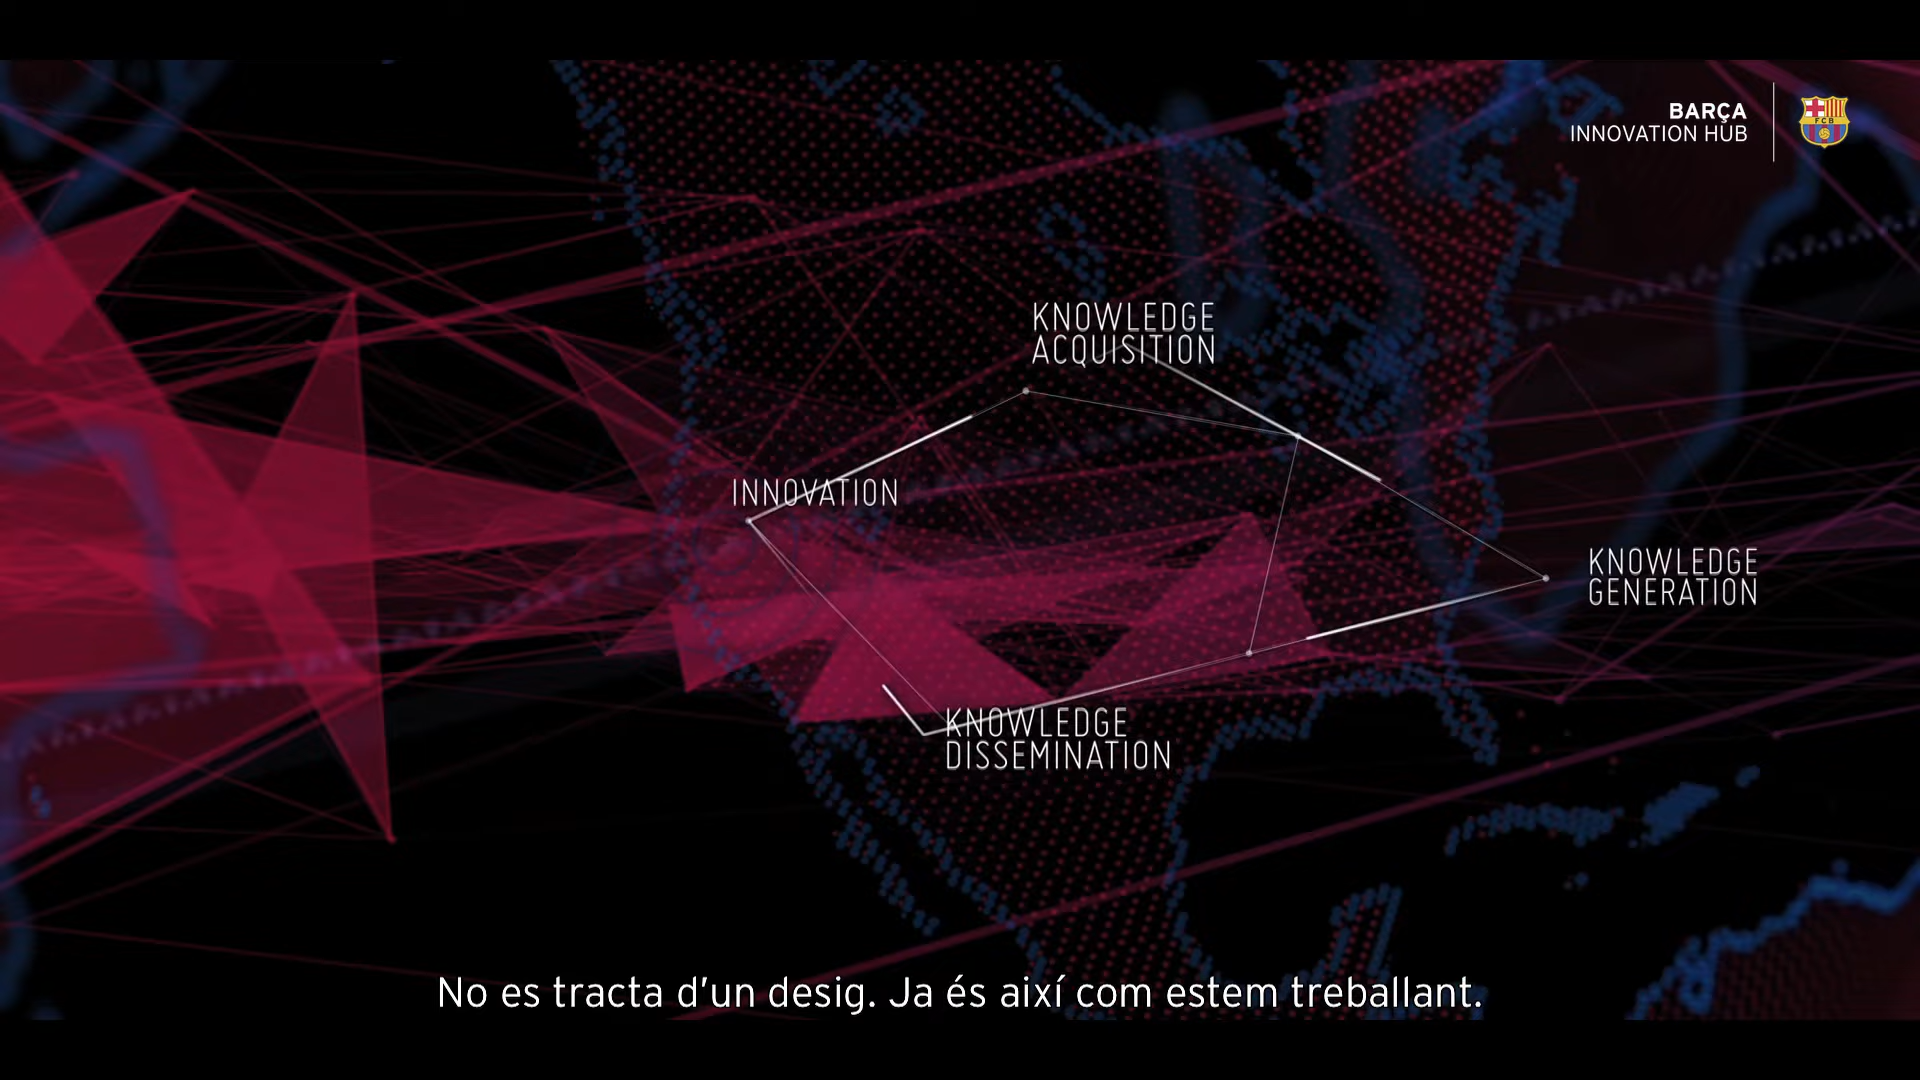 BARÇA
INNOVATION HUB
FCB
KNOWLEDGE
ACQUISITION
INNOVATION
KNOWLEDGE
GENERATION
KNOWLEDGE
DISSEMINATION
No es tracta d’un desig. Ja és així com estem treballant.